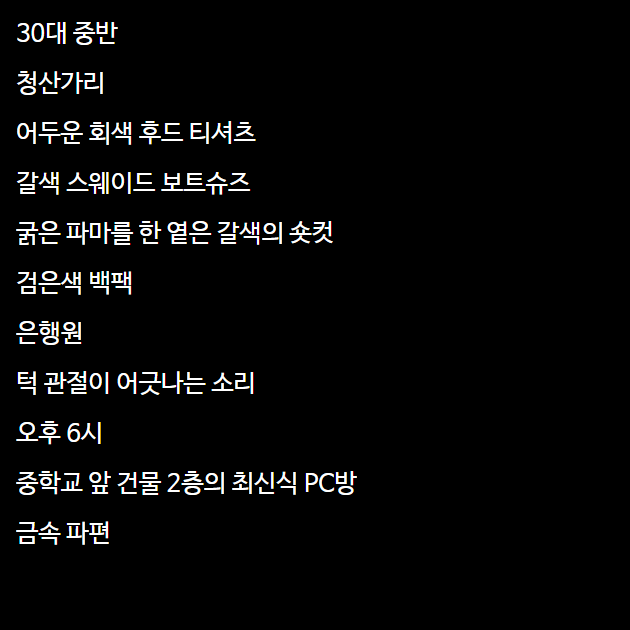 30대 중반
청산가리
어두운 회색 후드 티셔츠
갈색 스웨이드 보트슈즈
굵은 파마를 한 옅은 갈색의 숏컷
검은색 백팩
은행원
턱 관절이 어긋나는 소리
오후 6시
중학교 앞 건물 2층의 최신식 PC방
금속 파편